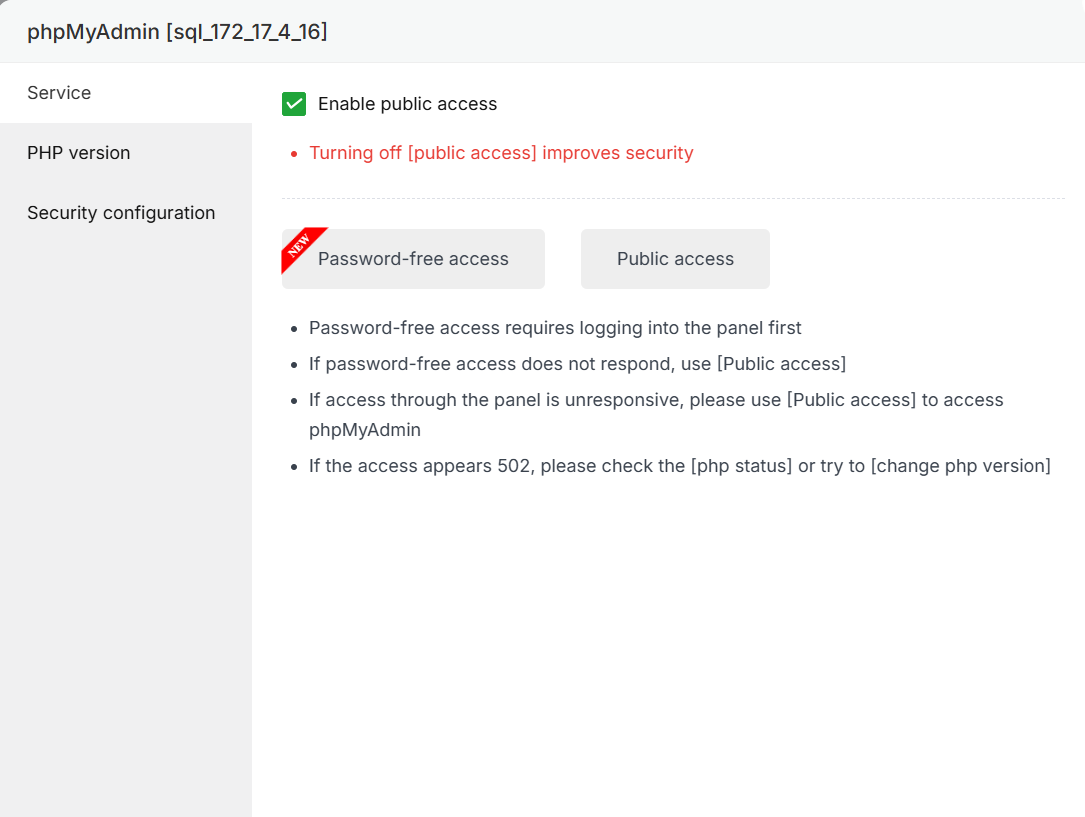 phpMyAdmin [sql_172_17_4_16]
Service
PHP version
Security configuration
Enable public access
Turning off [public access] improves security
NEW
Password-free access
Public access
Password-free access requires logging into the panel first
If password-free access does not respond, use [Public access]
If access through the panel is unresponsive, please use [Public access] to access
phpMyAdmin
If the access appears 502, please check the [php status] or try to [change php version]